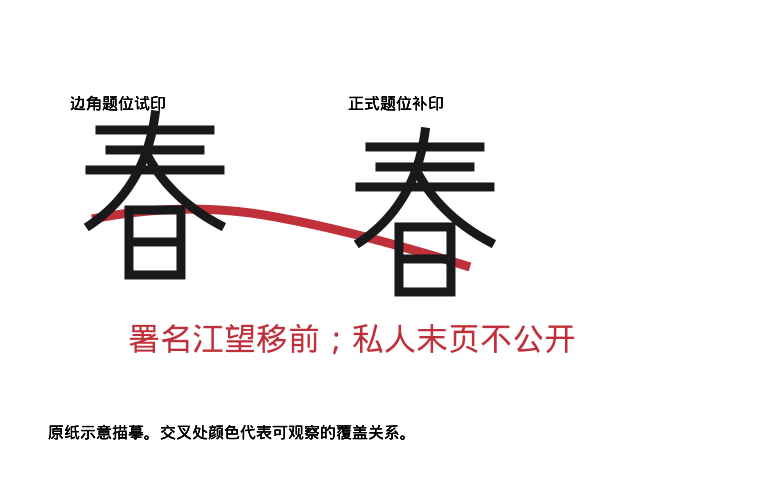 边角题位试印
正式题位补印
春
春
署名江望移前；私人末页不公开
原纸示意描摹。交叉处颜色代表可观察的覆盖关系。